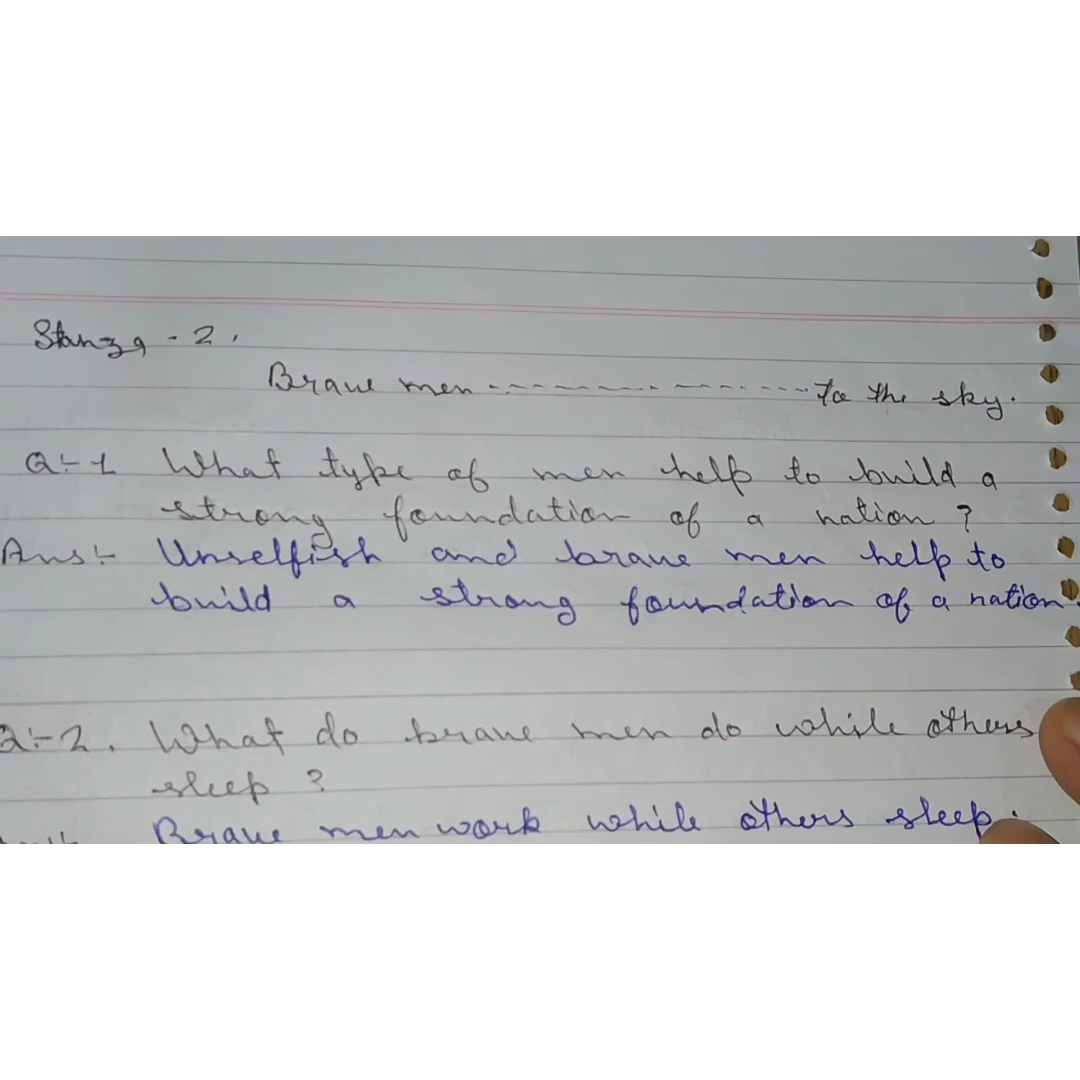 Stanza - 2.
Brave men ------------ ---------- To the sky.
Q:-1 What type of men help to build a
strong foundation of a nation ?
Ans:- Unselfish and brave men help to
build a strong foundation of a nation.
Q:-2. What do brave men do while others
sleep ?
Brave men work while others sleep.